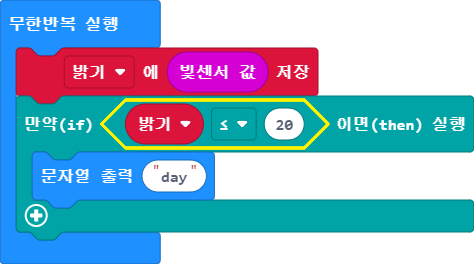 무한반복 실행
밝기 에 빛센서 값 저장
만약(if) 밝기 ≤ 20 이면(then) 실행
문자열 출력 "day"